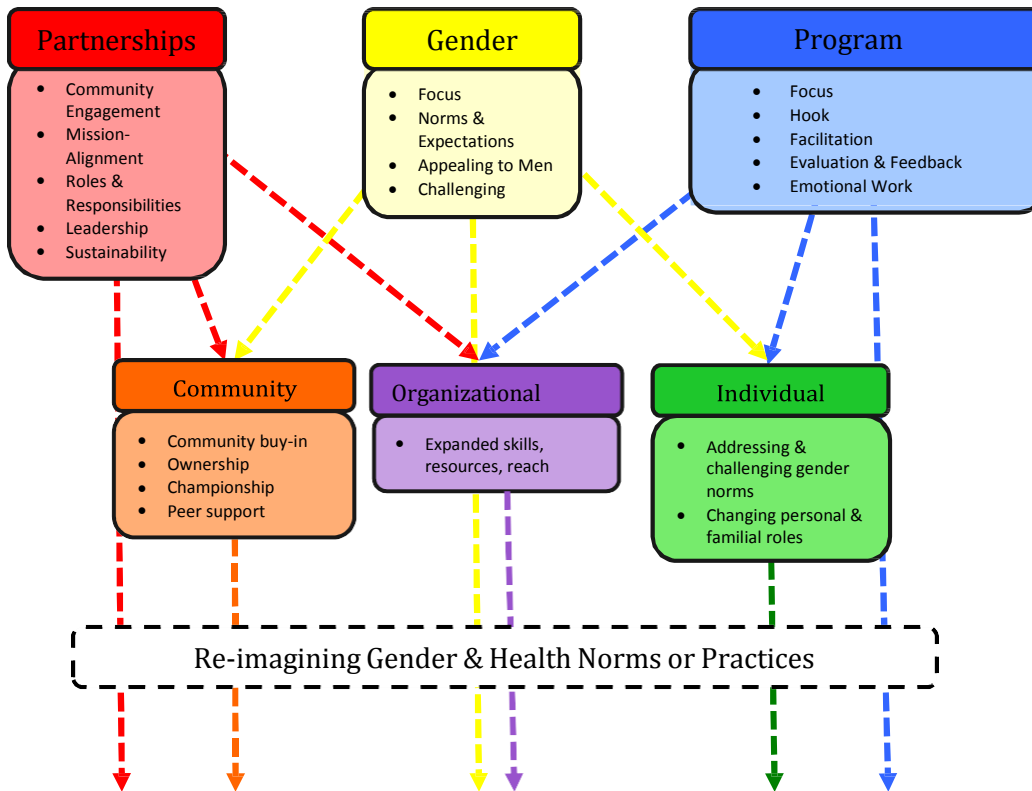 Partnerships
• Community
Engagement
• Mission-
Alignment
• Roles &
Responsibilities
• Leadership
• Sustainability
Gender
• Focus
• Norms &
Expectations
• Appealing to Men
• Challenging
Program
• Focus
• Hook
• Facilitation
• Evaluation & Feedback
• Emotional Work
Community
• Community buy-in
• Ownership
• Championship
• Peer support
Organizational
• Expanded skills,
resources, reach
Individual
• Addressing &
challenging gender
norms
• Changing personal &
familial roles
Re-imagining Gender & Health Norms or Practices